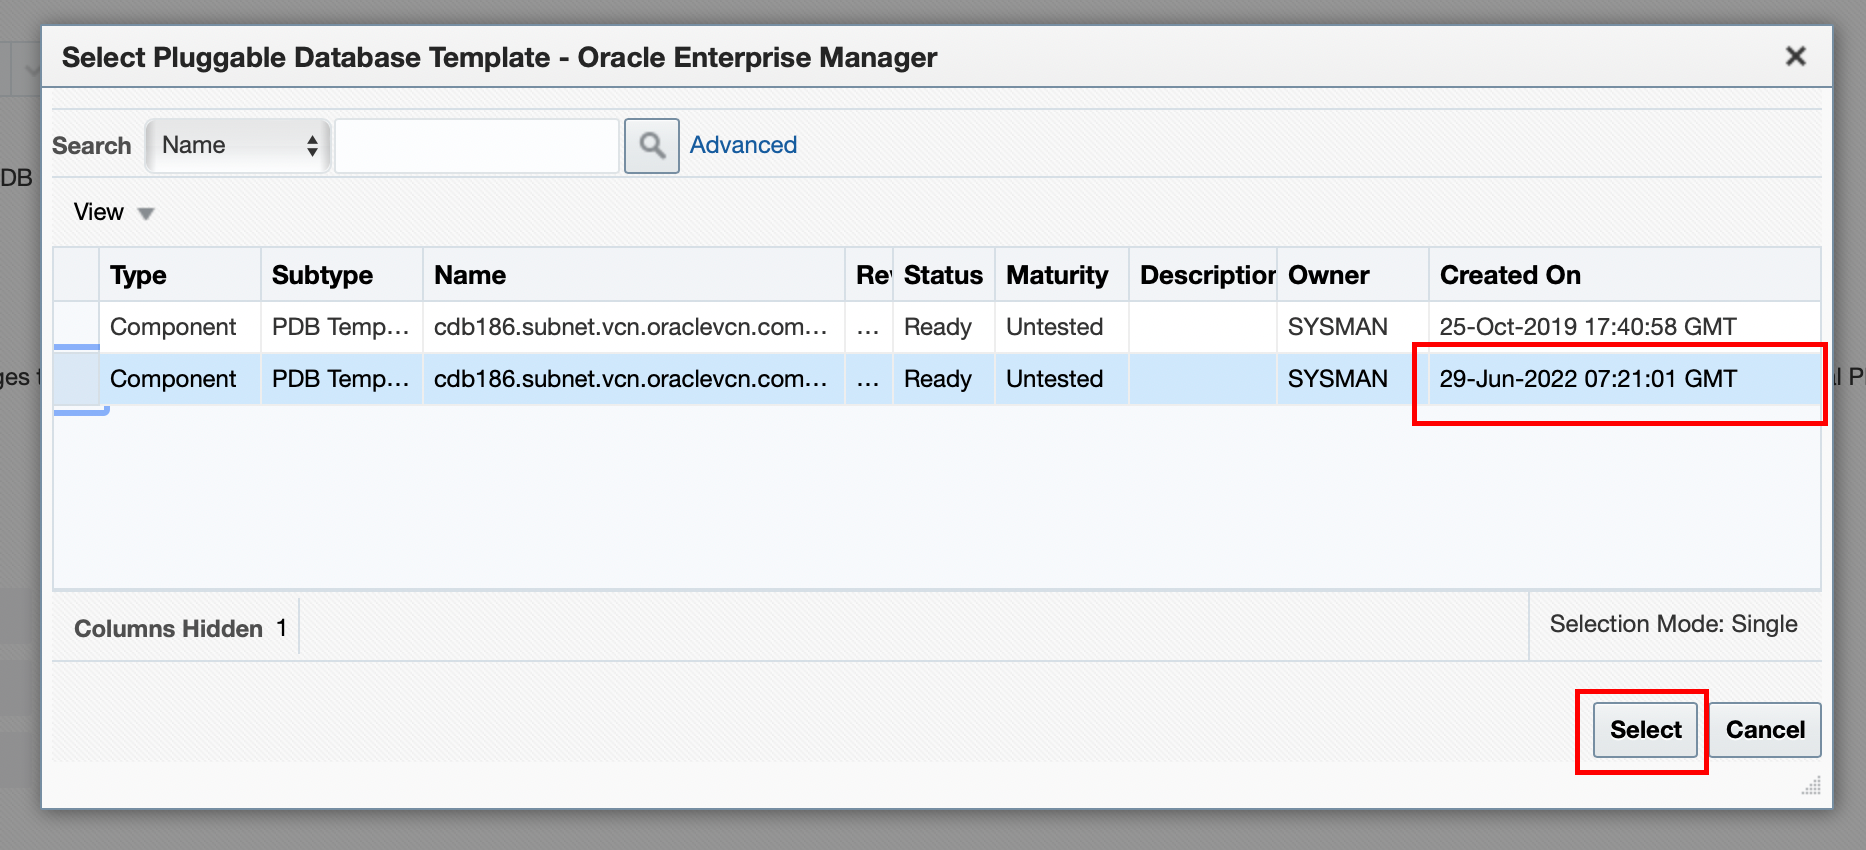 Select Pluggable Database Template - Oracle Enterprise Manager
Search Name Advanced
DB
View
Type Subtype Name Rev Status Maturity Description Owner Created On
Component PDB Temp... cdb186.subnet.vcn.oraclevcn.com... ... Ready Untested SYSMAN 25-Oct-2019 17:40:58 GMT
ges t Component PDB Temp... cdb186.subnet.vcn.oraclevcn.com... ... Ready Untested SYSMAN 29-Jun-2022 07:21:01 GMT
Columns Hidden 1 Selection Mode: Single
Select Cancel